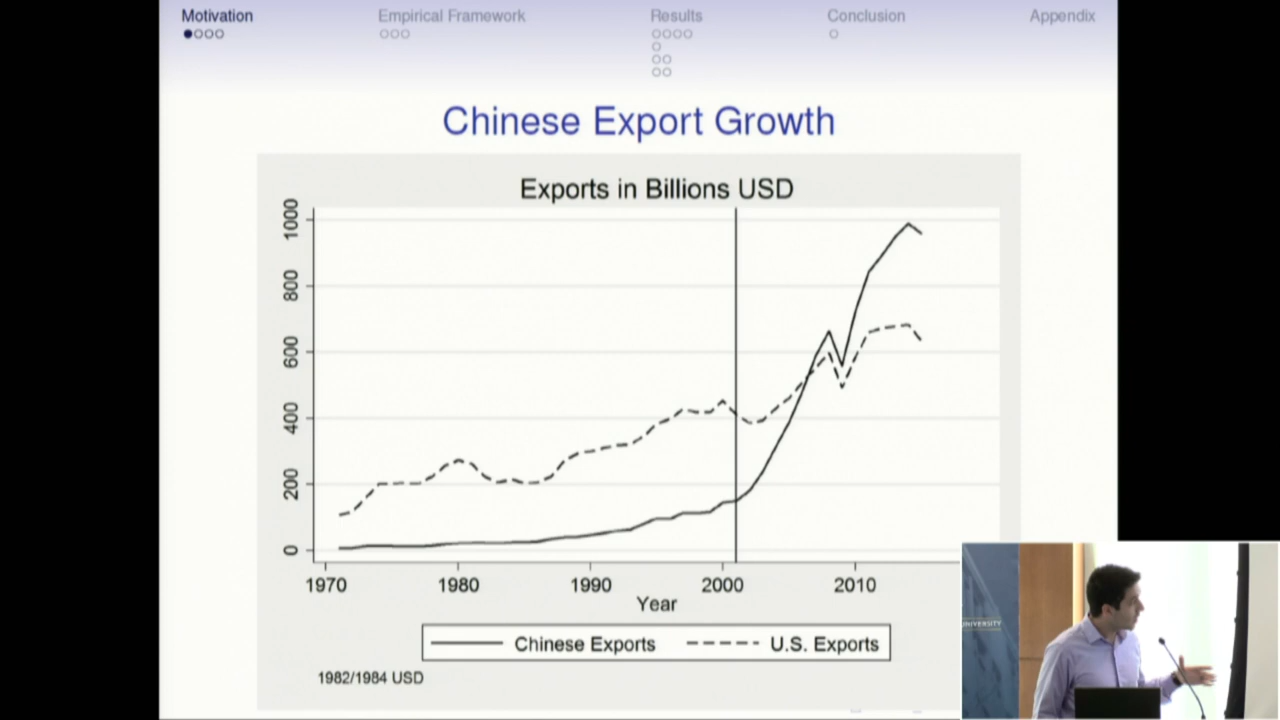 Motivation
Empirical Framework
Results
Conclusion
Appendix
Chinese Export Growth
Exports in Billions USD
1000
800
600
400
200
0
1970
1980
1990
2000
2010
Year
Chinese Exports
U.S. Exports
1982/1984 USD
UNIVERSITY